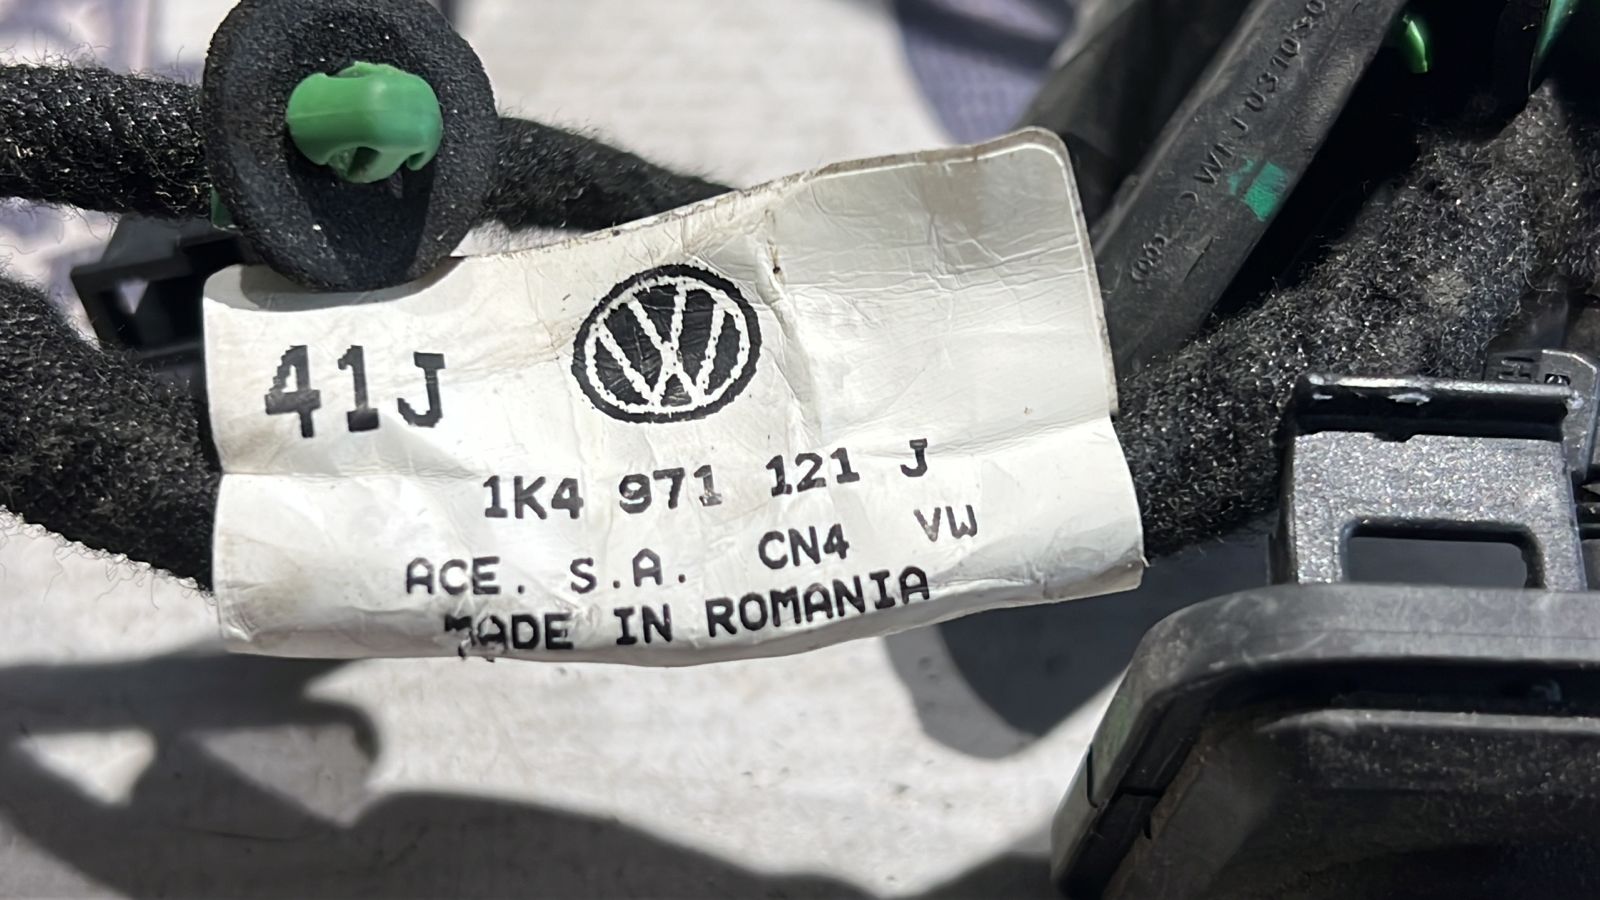 41J
1K4 971 121 J
ACE. S.A. CN4 VW
MADE IN ROMANIA